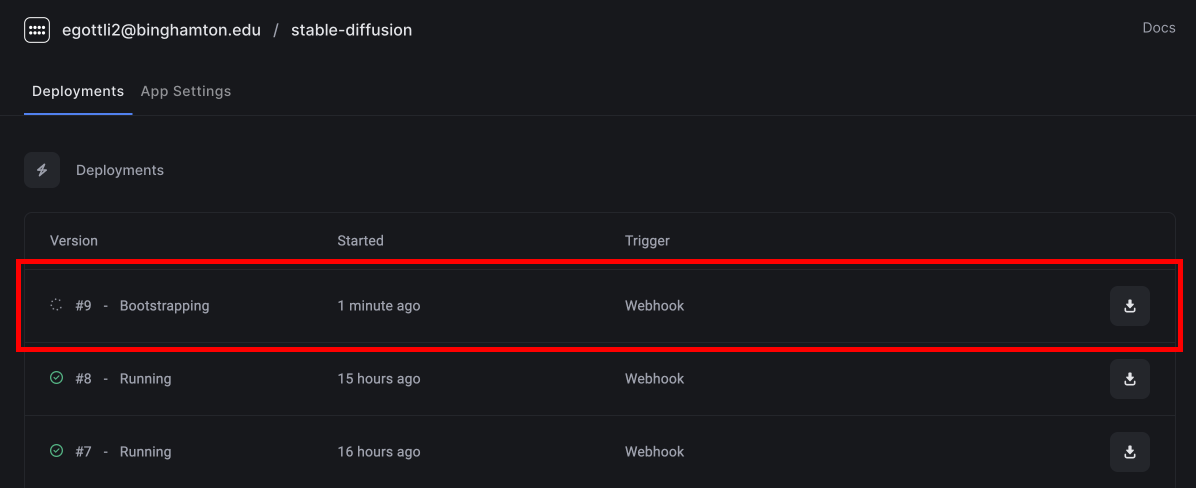 egottli2@binghamton.edu / stable-diffusion Docs
Deployments App Settings
Deployments
Version Started Trigger
#9 - Bootstrapping 1 minute ago Webhook
#8 - Running 15 hours ago Webhook
#7 - Running 16 hours ago Webhook